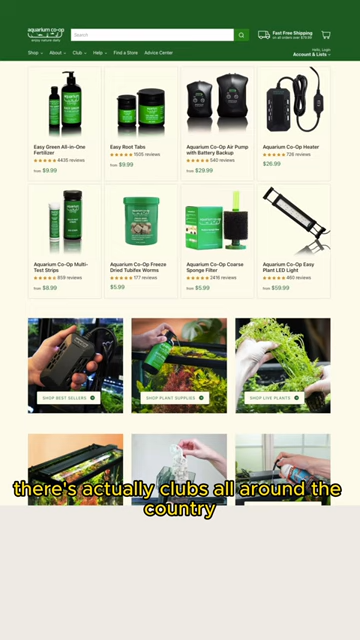 aquarium co-op
Search
Fast Free Shipping
Hello, Login
Account & Lists
Shop
About
Club
Help
Find a Store
Advice Center
Easy Green All-in-One
Fertilizer
4435 reviews
from $9.99
Easy Root Tabs
1505 reviews
from $9.99
Aquarium Co-Op Air Pump
with Battery Backup
540 reviews
from $29.99
Aquarium Co-Op Heater
726 reviews
$26.99
Aquarium Co-Op Multi-
Test Strips
859 reviews
from $8.99
Aquarium Co-Op Freeze
Dried Tubifex Worms
177 reviews
$5.99
Aquarium Co-Op Coarse
Sponge Filter
2416 reviews
from $5.99
Aquarium Co-Op Easy
Plant LED Light
460 reviews
from $59.99
SHOP BEST SELLERS
SHOP PLANT SUPPLIES
SHOP LIVE PLANTS
there's actually clubs all around the
country